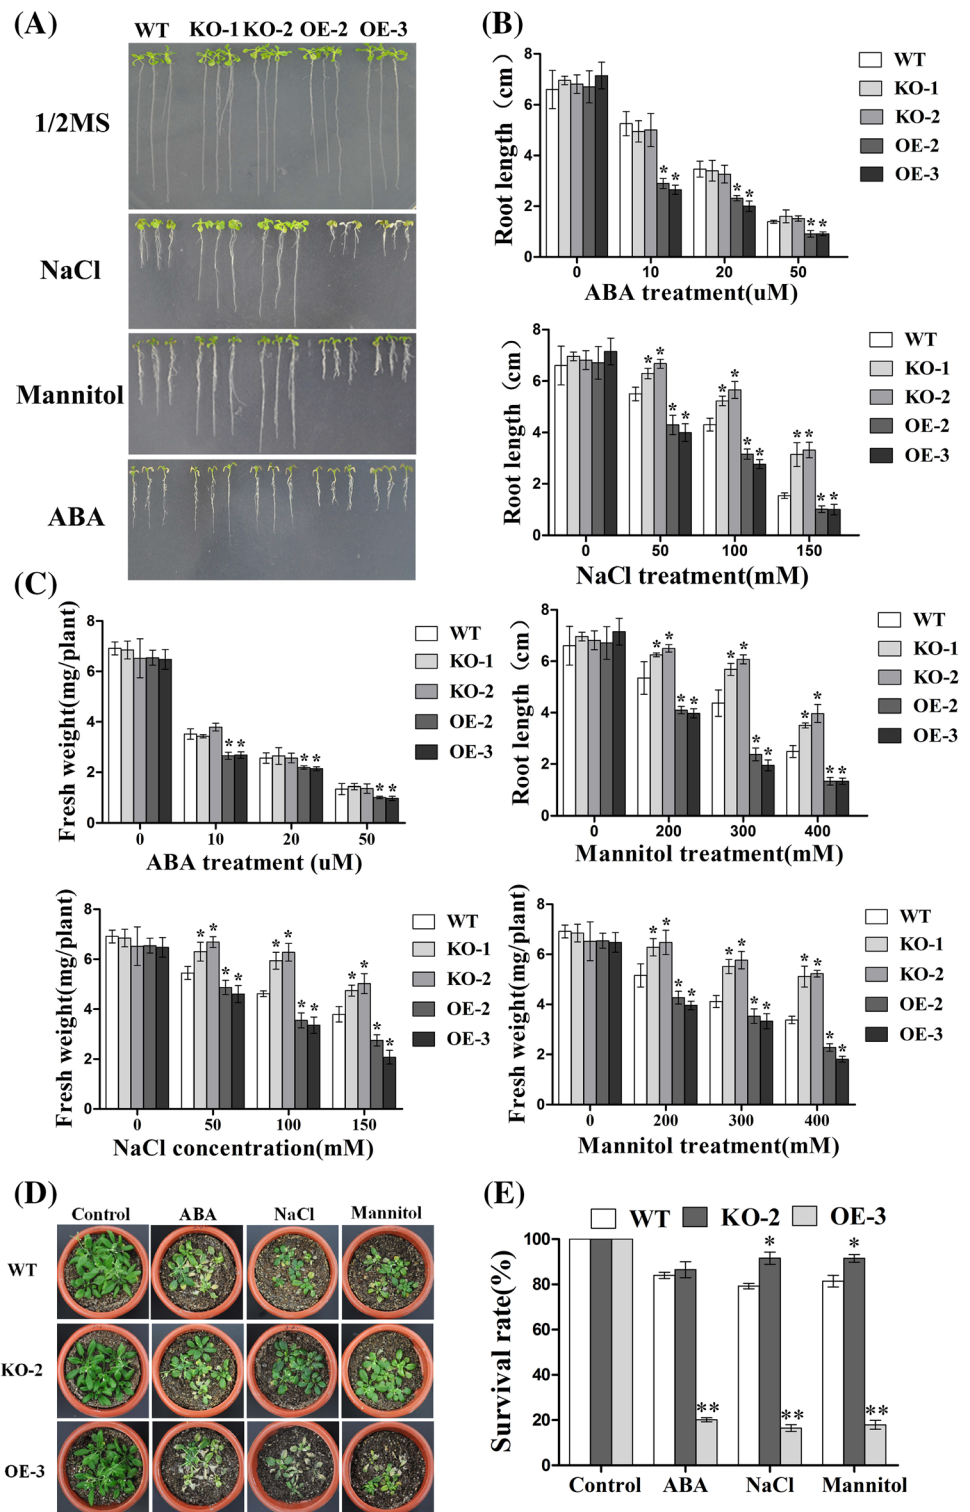 (A)
WT KO-1 KO-2 OE-2 OE-3
1/2MS
NaCl
Mannitol
ABA
(B)
Root length (cm)
8
6
4
2
0
0 10 20 50
ABA treatment(uM)
* * * * * *
WT
KO-1
KO-2
OE-2
OE-3
Root length (cm)
8
6
4
2
0
0 50 100 150
NaCl treatment(mM)
* * * * * * * * * * * *
WT
KO-1
KO-2
OE-2
OE-3
(C)
Fresh weight(mg/plant)
8
6
4
2
0
0 10 20 50
ABA treatment (uM)
* * * * * *
WT
KO-1
KO-2
OE-2
OE-3
Root length (cm)
8
6
4
2
0
0 200 300 400
Mannitol treatment(mM)
* * * * * * * * * * * *
WT
KO-1
KO-2
OE-2
OE-3
Fresh weight(mg/plant)
8
6
4
2
0
0 50 100 150
NaCl concentration(mM)
* * * * * * * * * * * *
WT
KO-1
KO-2
OE-2
OE-3
Fresh weight(mg/plant)
8
6
4
2
0
0 200 300 400
Mannitol treatment(mM)
* * * * * * * * * * * *
WT
KO-1
KO-2
OE-2
OE-3
(D)
Control ABA NaCl Mannitol
WT
KO-2
OE-3
(E)
WT KO-2 OE-3
Survival rate(%)
100
80
60
40
20
0
** * ** * **
Control ABA NaCl Mannitol